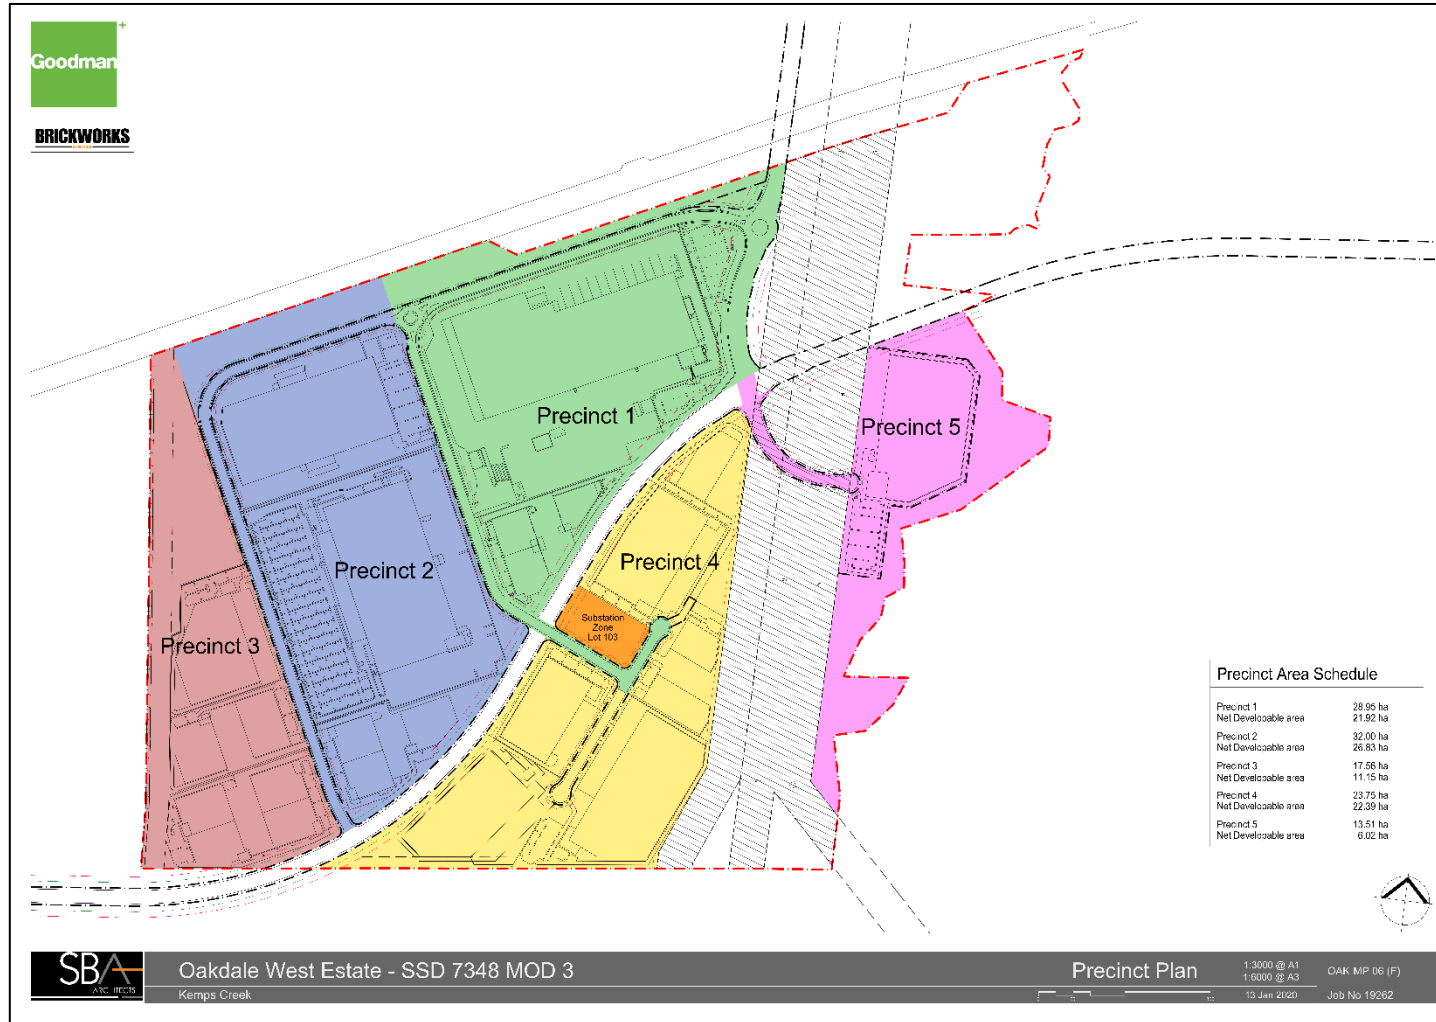 Goodman
+
BRICKWORKS
Precinct 1
Precinct 5
Precinct 4
Precinct 2
Substation
Zone
Lot 103
Precinct 3
Precinct Area Schedule
Precinct 1 28.95 ha
Net Developable area 21.92 ha
Precinct 2 32.00 ha
Net Developable area 26.83 ha
Precinct 3 17.56 ha
Net Developable area 11.15 ha
Precinct 4 23.75 ha
Net Developable area 22.39 ha
Precinct 5 13.51 ha
Net Developable area 6.02 ha
SBA
ARCHITECTS
Oakdale West Estate - SSD 7348 MOD 3
Kemps Creek
Precinct Plan
1:3000 @ A1
1:6000 @ A3
OAK MP 06 (F)
13 Jan 2020
Job No 19262